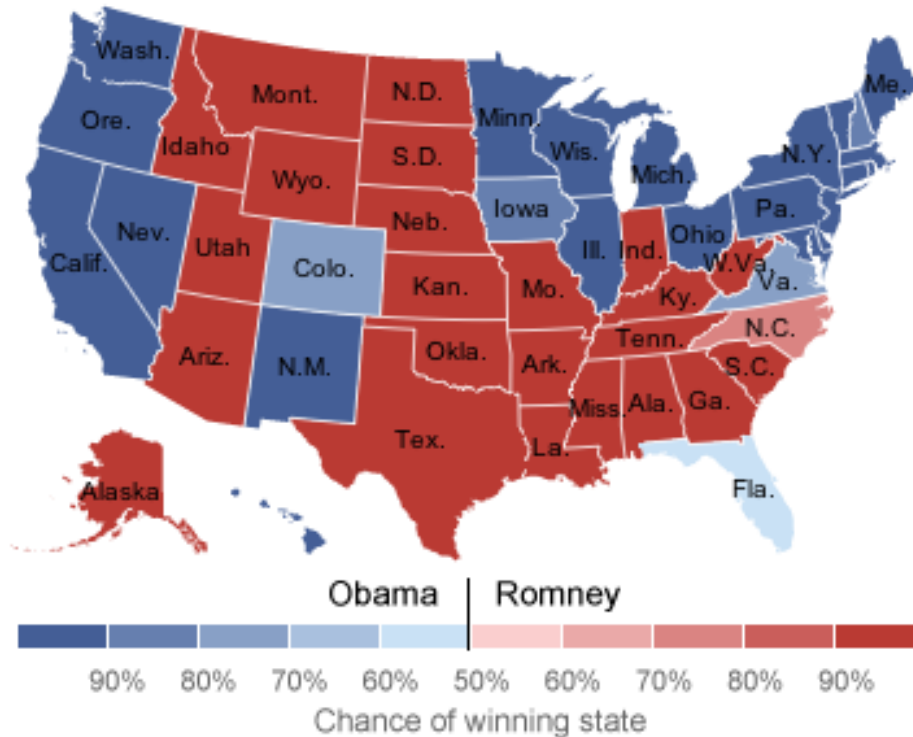 Wash.
Me.
Mont.
N.D.
Minn.
Ore.
Idaho
S.D.
Wis.
N.Y.
Mich.
Wyo.
Iowa
Pa.
Neb.
Nev.
Utah
Ill.
Ind.
Ohio
Calif.
Colo.
W.Va.
Va.
Kan.
Mo.
Ky.
N.C.
Tenn.
Ariz.
N.M.
Okla.
Ark.
S.C.
Miss.
Ala.
Ga.
Tex.
La.
Alaska
Fla.
Obama Romney
90% 80% 70% 60% 50% 60% 70% 80% 90%
Chance of winning state